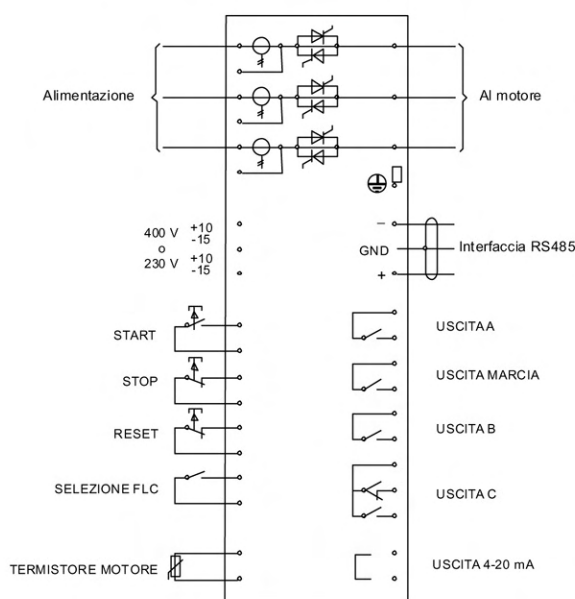 Alimentazione
Al motore
400 V +10 -15
o
230 V +10 -15
−
GND
+
Interfaccia RS485
START
STOP
RESET
SELEZIONE FLC
TERMISTORE MOTORE
USCITA A
USCITA MARCIA
USCITA B
USCITA C
USCITA 4-20 mA